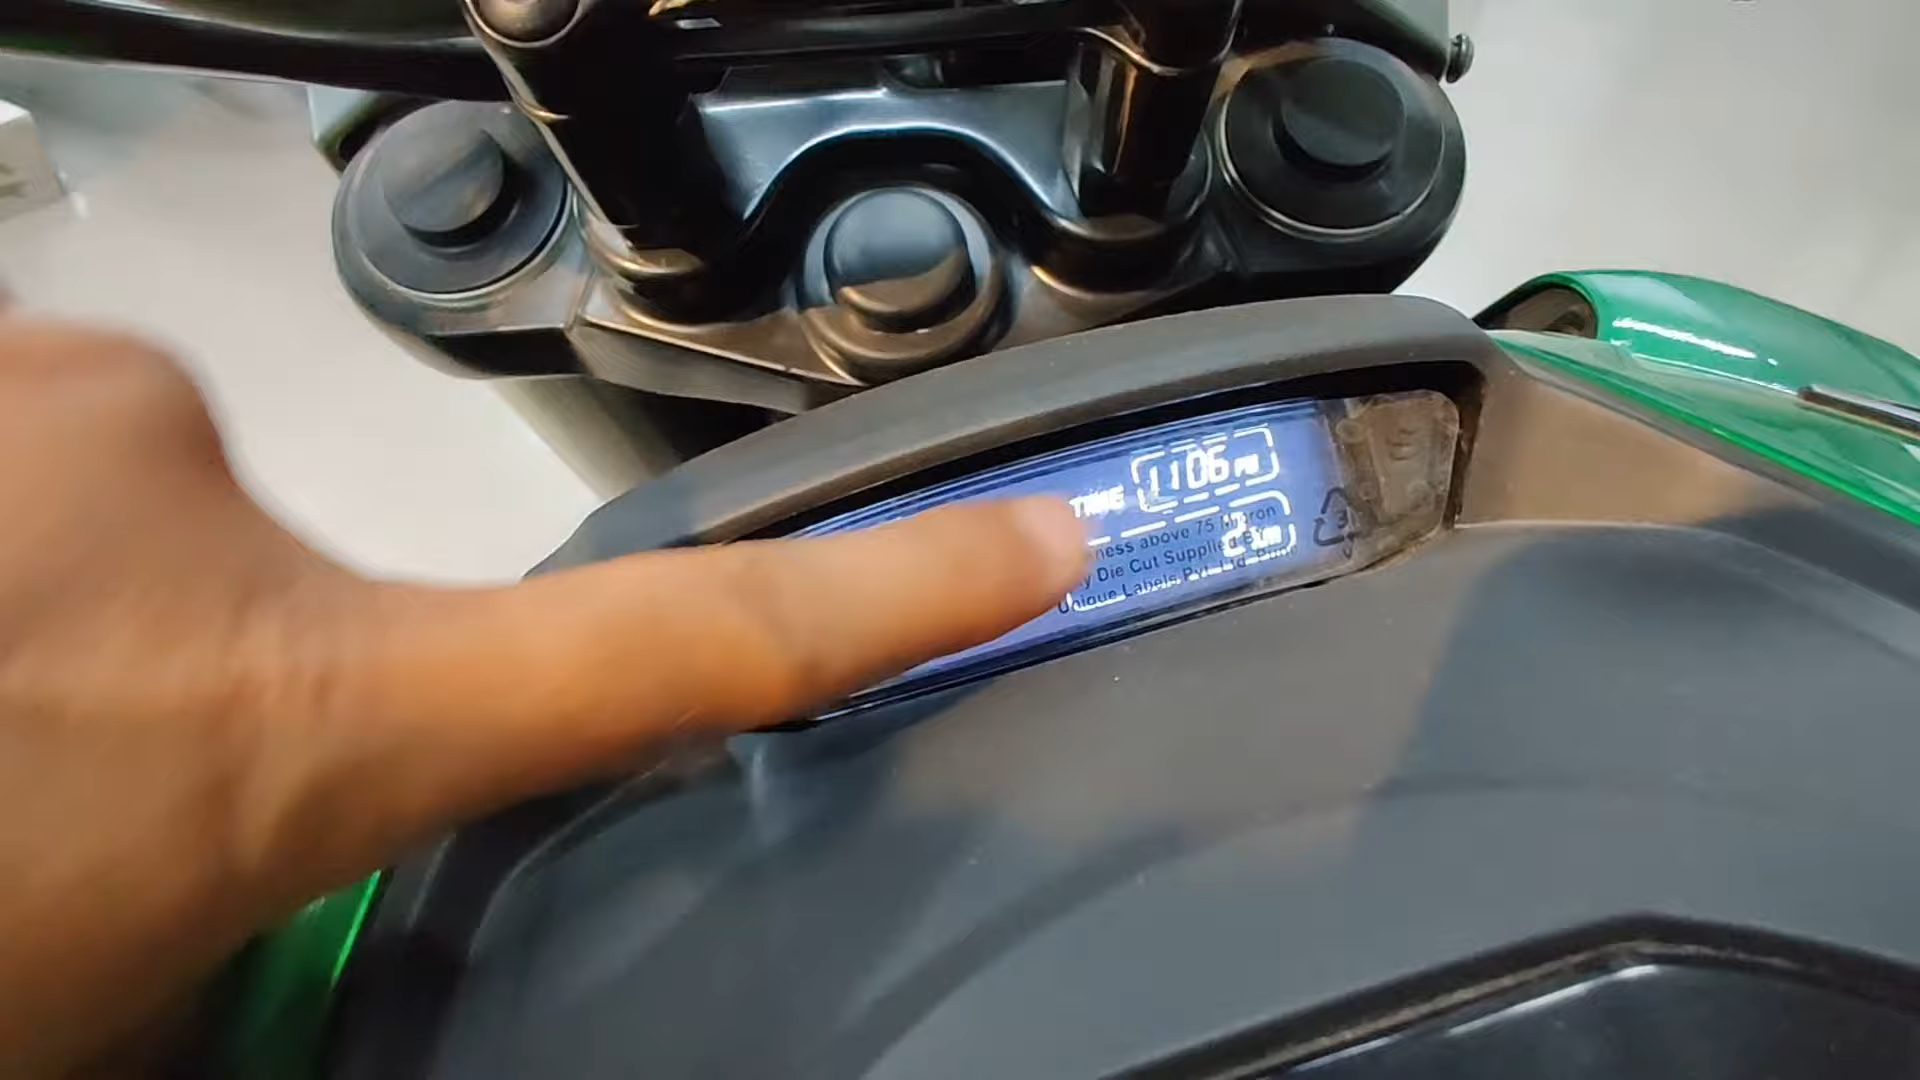 TIME 1106 PM
ness above 75 Micron
Die Cut Supplied By
Unique Labels Pvt. Ltd.